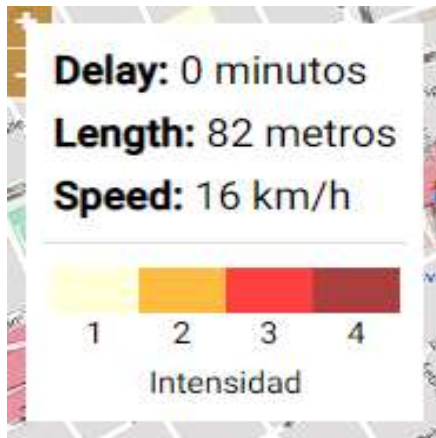 Delay: 0 minutos
Length: 82 metros
Speed: 16 km/h
1 2 3 4
Intensidad